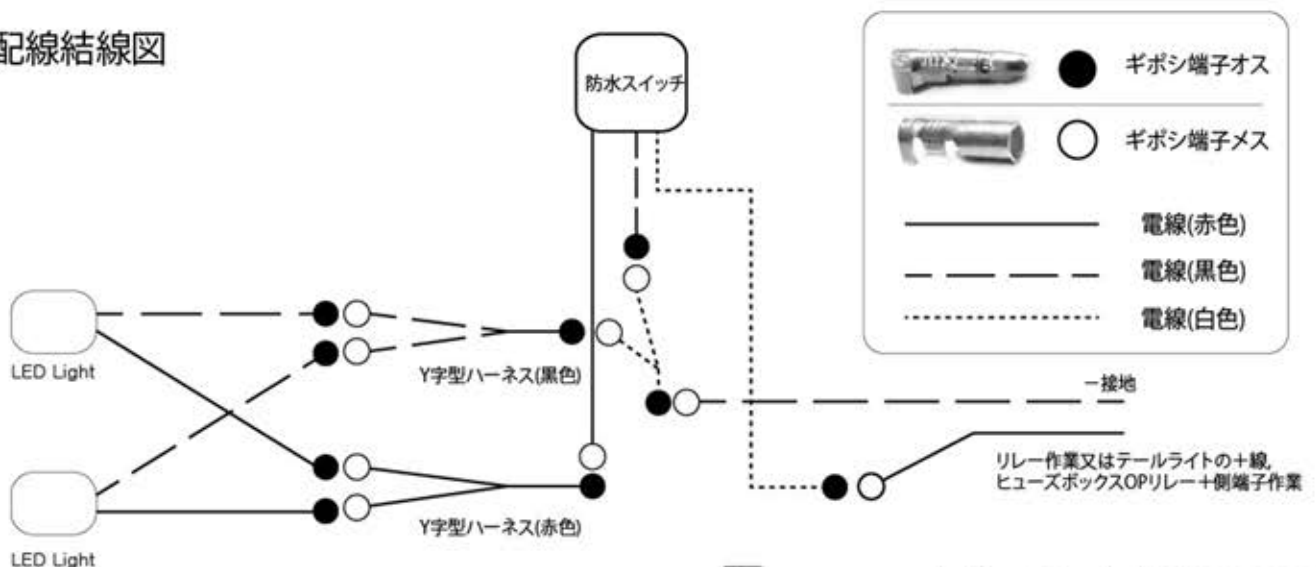 配線結線図
防水スイッチ
ギボシ端子オス
ギボシ端子メス
電線(赤色)
電線(黒色)
電線(白色)
LED Light
Y字型ハーネス(黒色)
ー接地
リレー作業又はテールライトの＋線,
ヒューズボックスOPリレー＋側端子作業
Y字型ハーネス(赤色)
LED Light